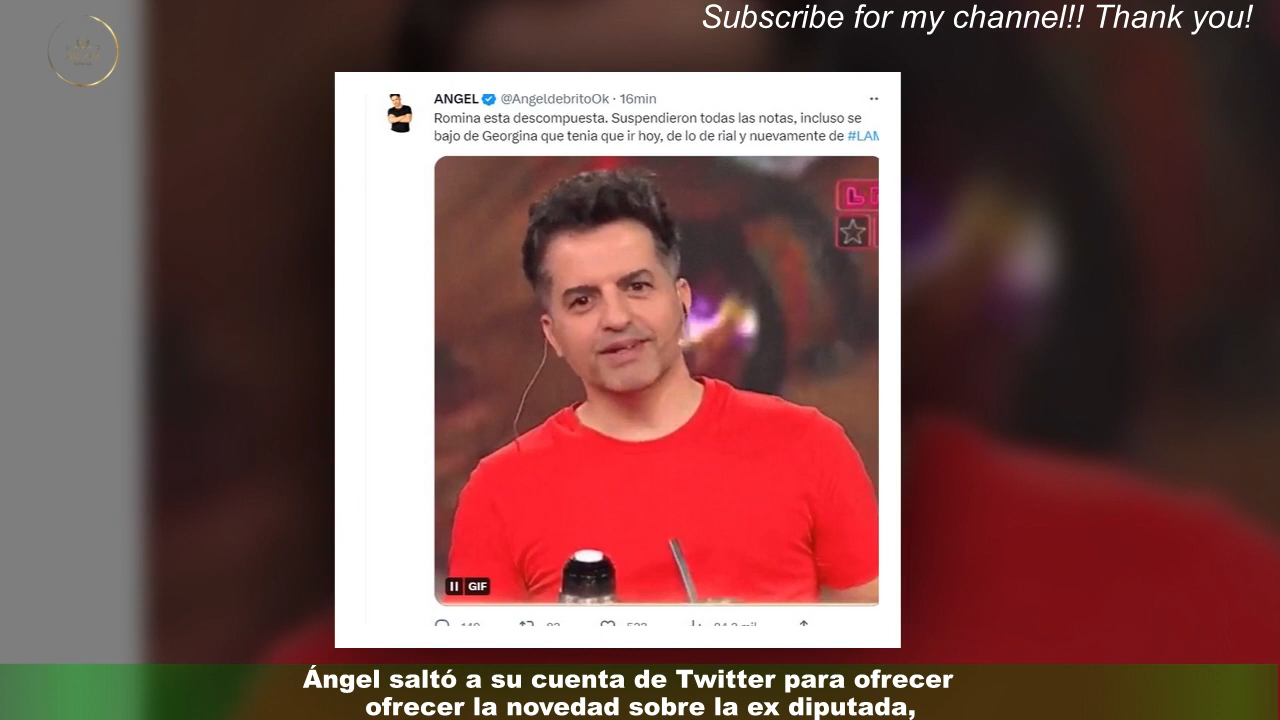 Subscribe for my channel!! Thank you!
ANGEL @AngeldebritoOk · 16min
Romina esta descompuesta. Suspendieron todas las notas, incluso se
bajo de Georgina que tenia que ir hoy, de lo de rial y nuevamente de #LAM
GIF
Ángel saltó a su cuenta de Twitter para ofrecer
ofrecer la novedad sobre la ex diputada,